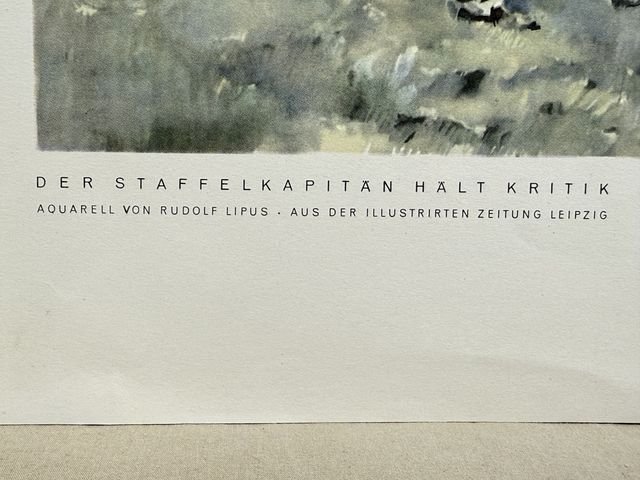 DER STAFFELKAPITÄN HÄLT KRITIK
AQUARELL VON RUDOLF LIPUS · AUS DER ILLUSTRIRTEN ZEITUNG LEIPZIG